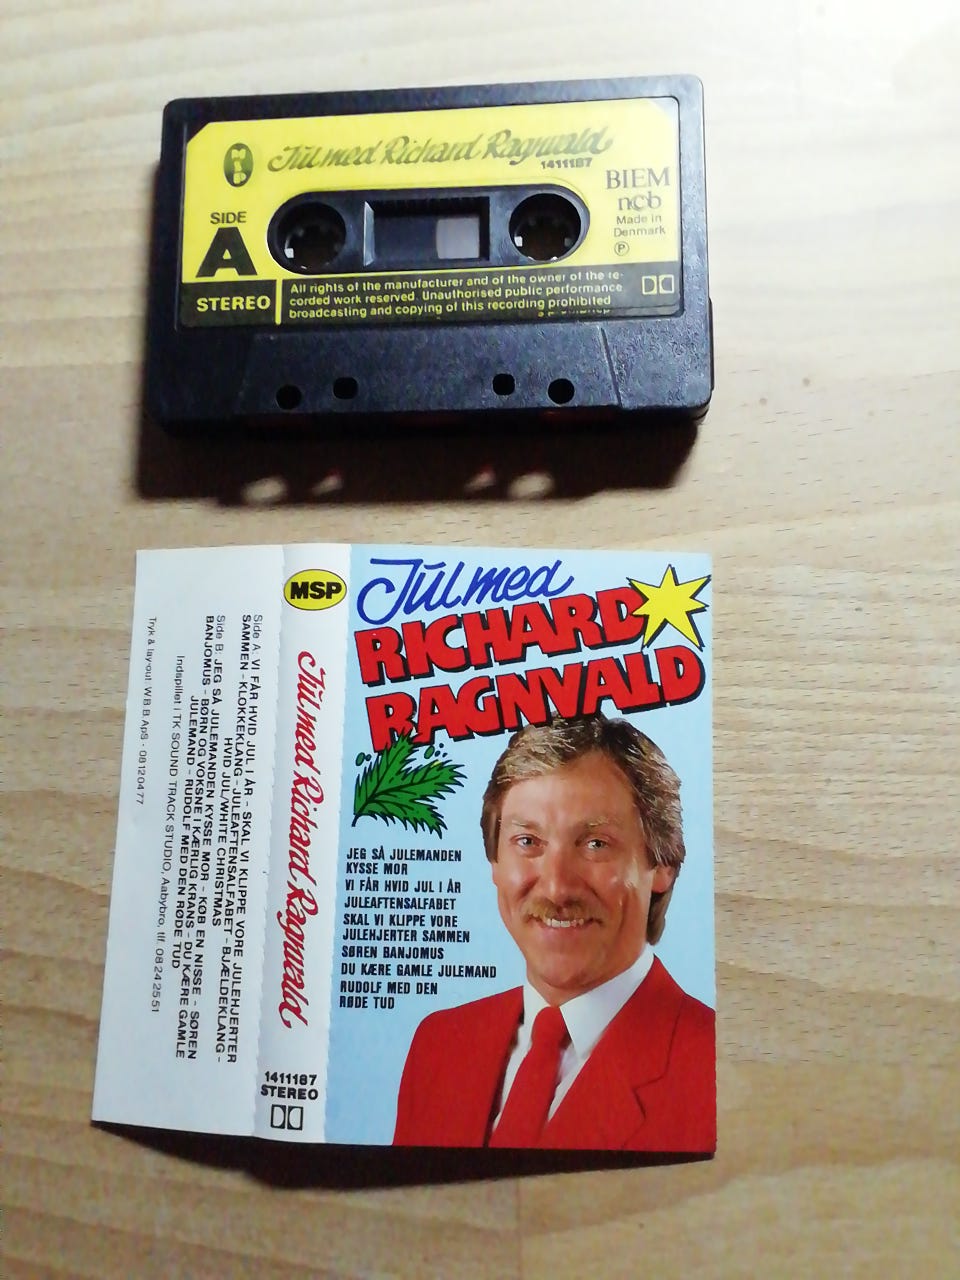 MSP
Jul med Richard Ragnvald
1411187
BIEM
ncb
Made in
Denmark
P
SIDE
A
STEREO
All rights of the manufacturer and of the owner of the re-
corded work reserved. Unauthorised public performance
broadcasting and copying of this recording prohibited
Jul med
RICHARD
RAGNVALD
JEG SÅ JULEMANDEN
KYSSE MOR
VI FÅR HVID JUL I ÅR
JULEAFTENSALFABET
SKAL VI KLIPPE VORE
JULEHJERTER SAMMEN
SØREN BANJOMUS
DU KÆRE GAMLE JULEMAND
RUDOLF MED DEN
RØDE TUD
MSP
Jul med Richard Ragnvald
1411187
STEREO
Side A: VI FÅR HVID JUL I ÅR - SKAL VI KLIPPE VORE JULEHJERTER
SAMMEN - KLOKKEKLANG - JULEAFTENSALFABET - BJÆLDEKLANG -
HVID JUL/WHITE CHRISTMAS
Side B: JEG SÅ JULEMANDEN KYSSE MOR - KØB EN NISSE - SØREN
BANJOMUS - BØRN OG VOKSNE I KÆRLIG KRANS - DU KÆRE GAMLE
JULEMAND - RUDOLF MED DEN RØDE TUD
Indspillet i TK SOUND TRACK STUDIO, Aabybro, tlf. 08 24 25 51
Tryk & lay-out: W.B.B. ApS - 08 12 04 77